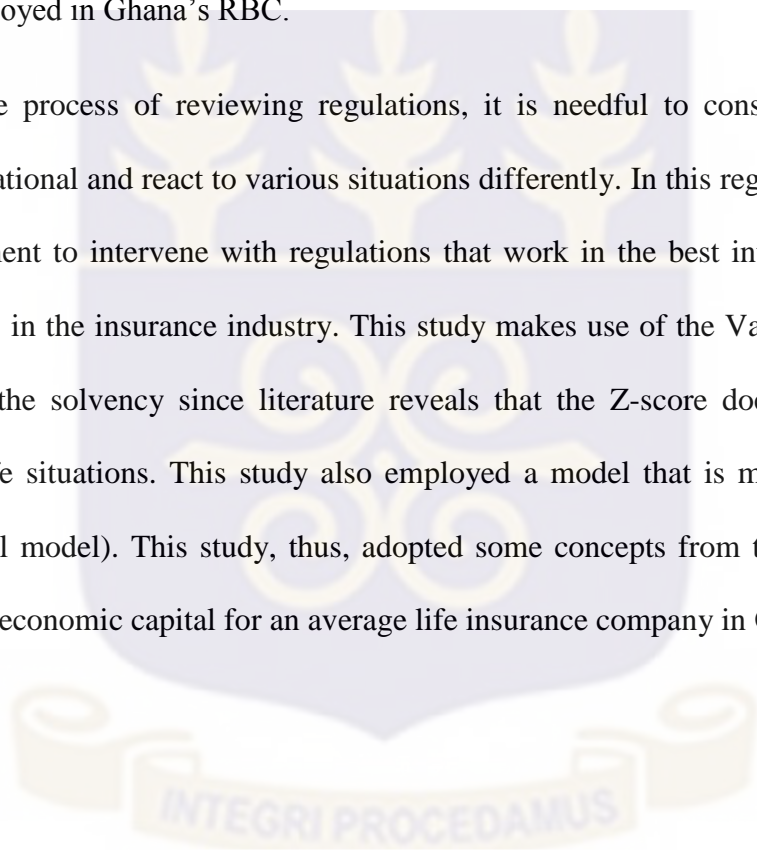 oyed in Ghana’s RBC.
e process of reviewing regulations, it is needful to cons
ational and react to various situations differently. In this reg
ent to intervene with regulations that work in the best in
in the insurance industry. This study makes use of the Va
the solvency since literature reveals that the Z-score doe
e situations. This study also employed a model that is m
l model). This study, thus, adopted some concepts from t
economic capital for an average life insurance company in
INTEGRI PROCEDAMUS